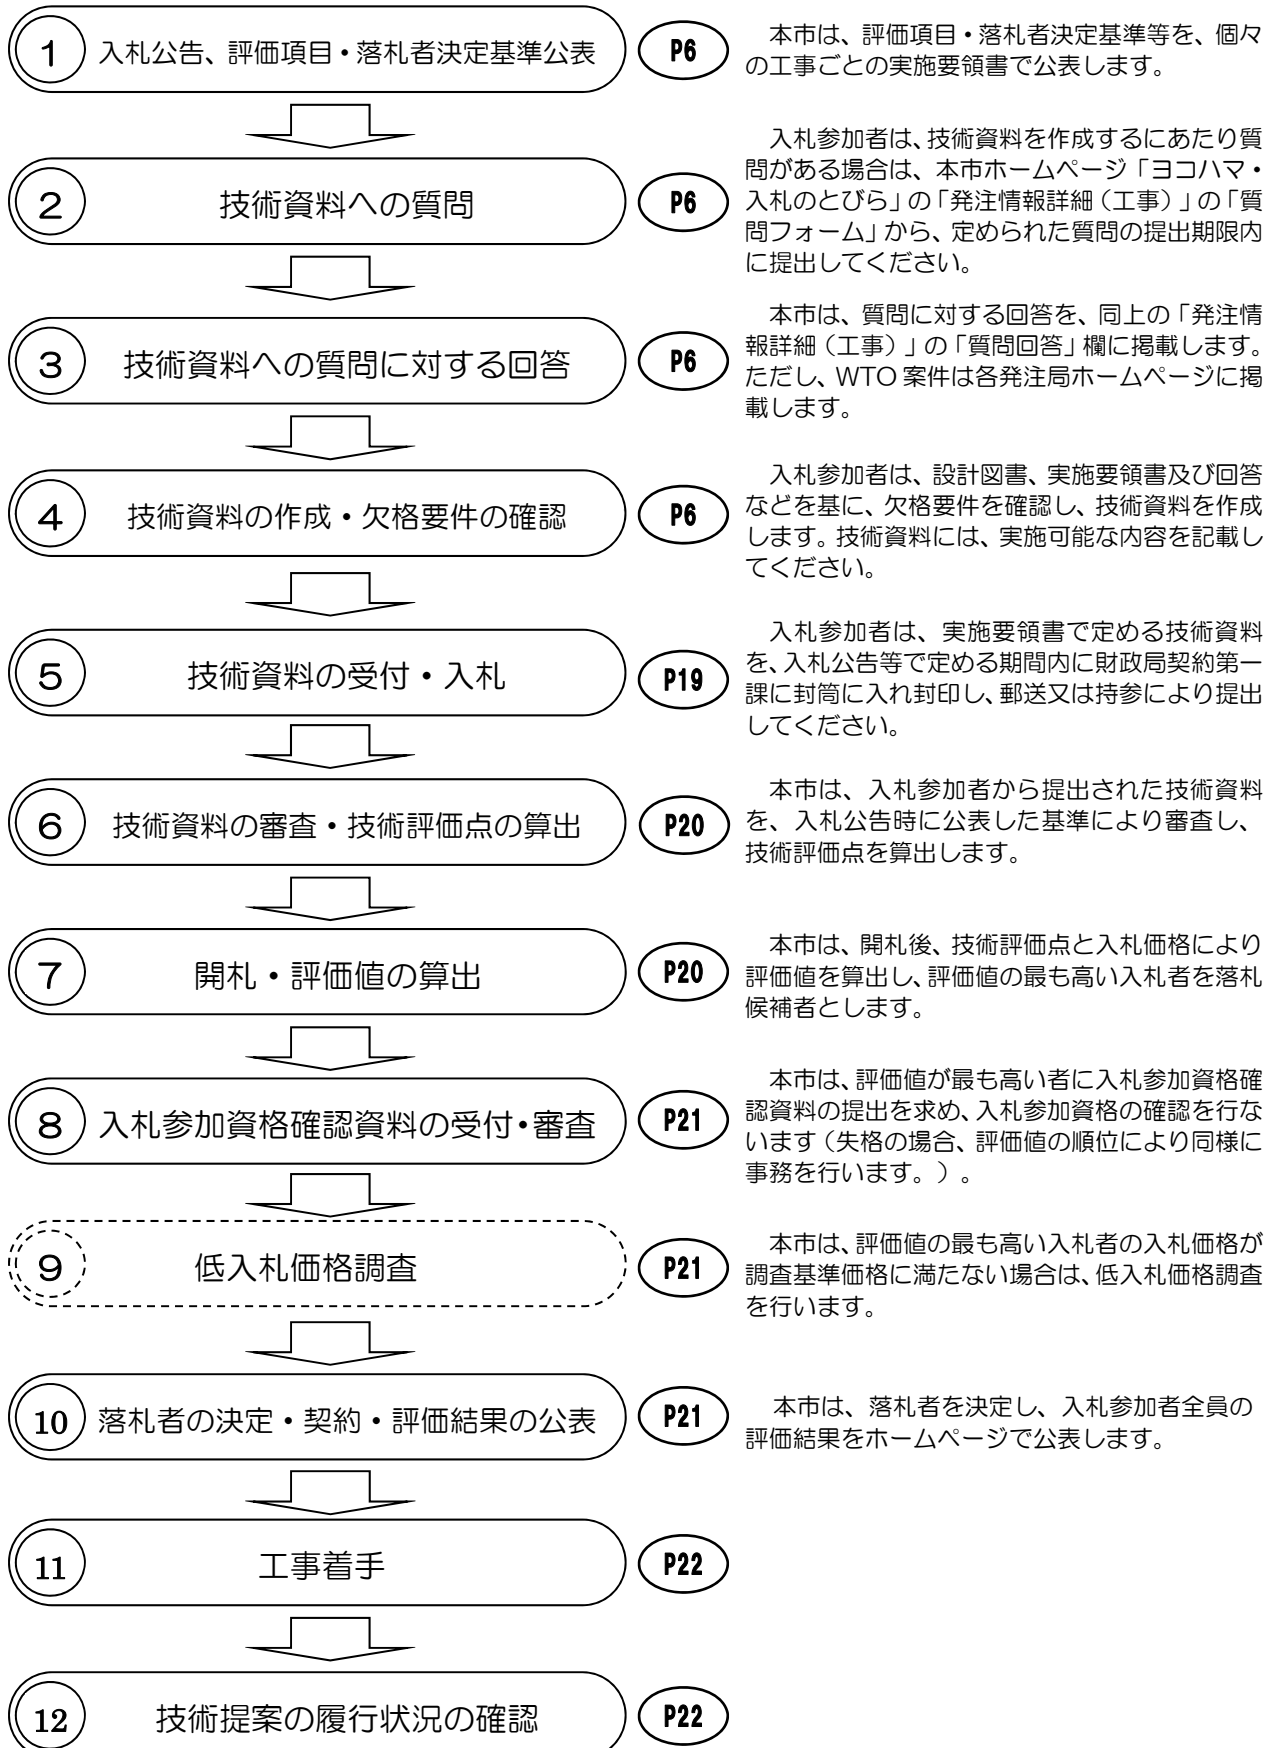 1 入札公告、評価項目・落札者決定基準公表 P6
本市は、評価項目・落札者決定基準等を、個々
の工事ごとの実施要領書で公表します。
2 技術資料への質問 P6
入札参加者は、技術資料を作成するにあたり質
問がある場合は、本市ホームページ「ヨコハマ・
入札のとびら」の「発注情報詳細（工事）」の「質
問フォーム」から、定められた質問の提出期限内
に提出してください。
3 技術資料への質問に対する回答 P6
本市は、質問に対する回答を、同上の「発注情
報詳細（工事）」の「質問回答」欄に掲載します。
ただし、WTO 案件は各発注局ホームページに掲
載します。
4 技術資料の作成・欠格要件の確認 P6
入札参加者は、設計図書、実施要領書及び回答
などを基に、欠格要件を確認し、技術資料を作成
します。技術資料には、実施可能な内容を記載し
てください。
5 技術資料の受付・入札 P19
入札参加者は、実施要領書で定める技術資料
を、入札公告等で定める期間内に財政局契約第一
課に封筒に入れ封印し、郵送又は持参により提出
してください。
6 技術資料の審査・技術評価点の算出 P20
本市は、入札参加者から提出された技術資料
を、入札公告時に公表した基準により審査し、
技術評価点を算出します。
7 開札・評価値の算出 P20
本市は、開札後、技術評価点と入札価格により
評価値を算出し、評価値の最も高い入札者を落札
候補者とします。
8 入札参加資格確認資料の受付・審査 P21
本市は、評価値が最も高い者に入札参加資格確
認資料の提出を求め、入札参加資格の確認を行な
います（失格の場合、評価値の順位により同様に
事務を行います。）。
9 低入札価格調査 P21
本市は、評価値の最も高い入札者の入札価格が
調査基準価格に満たない場合は、低入札価格調査
を行います。
10 落札者の決定・契約・評価結果の公表 P21
本市は、落札者を決定し、入札参加者全員の
評価結果をホームページで公表します。
11 工事着手 P22
12 技術提案の履行状況の確認 P22